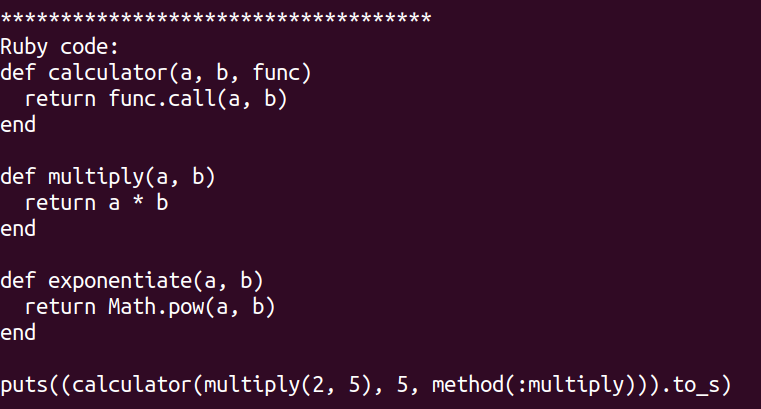 ************************************
Ruby code:
def calculator(a, b, func)
  return func.call(a, b)
end

def multiply(a, b)
  return a * b
end

def exponentiate(a, b)
  return Math.pow(a, b)
end

puts((calculator(multiply(2, 5), 5, method(:multiply))).to_s)